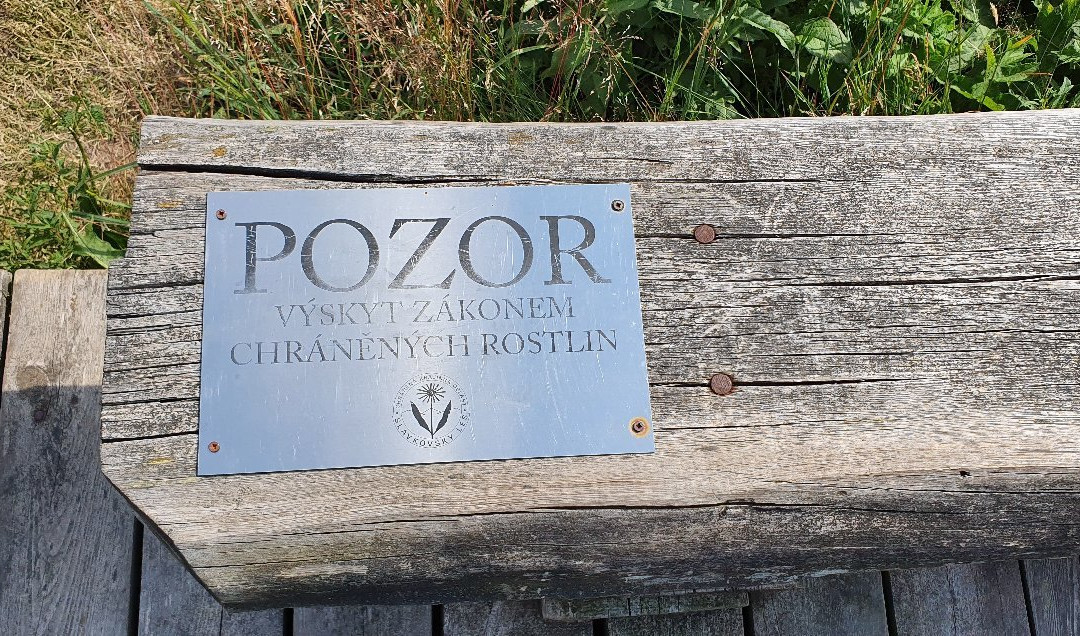 POZOR
VÝSKYT ZÁKONEM
CHRÁNĚNÝCH ROSTLIN
SLAVKOVSKÝ LES